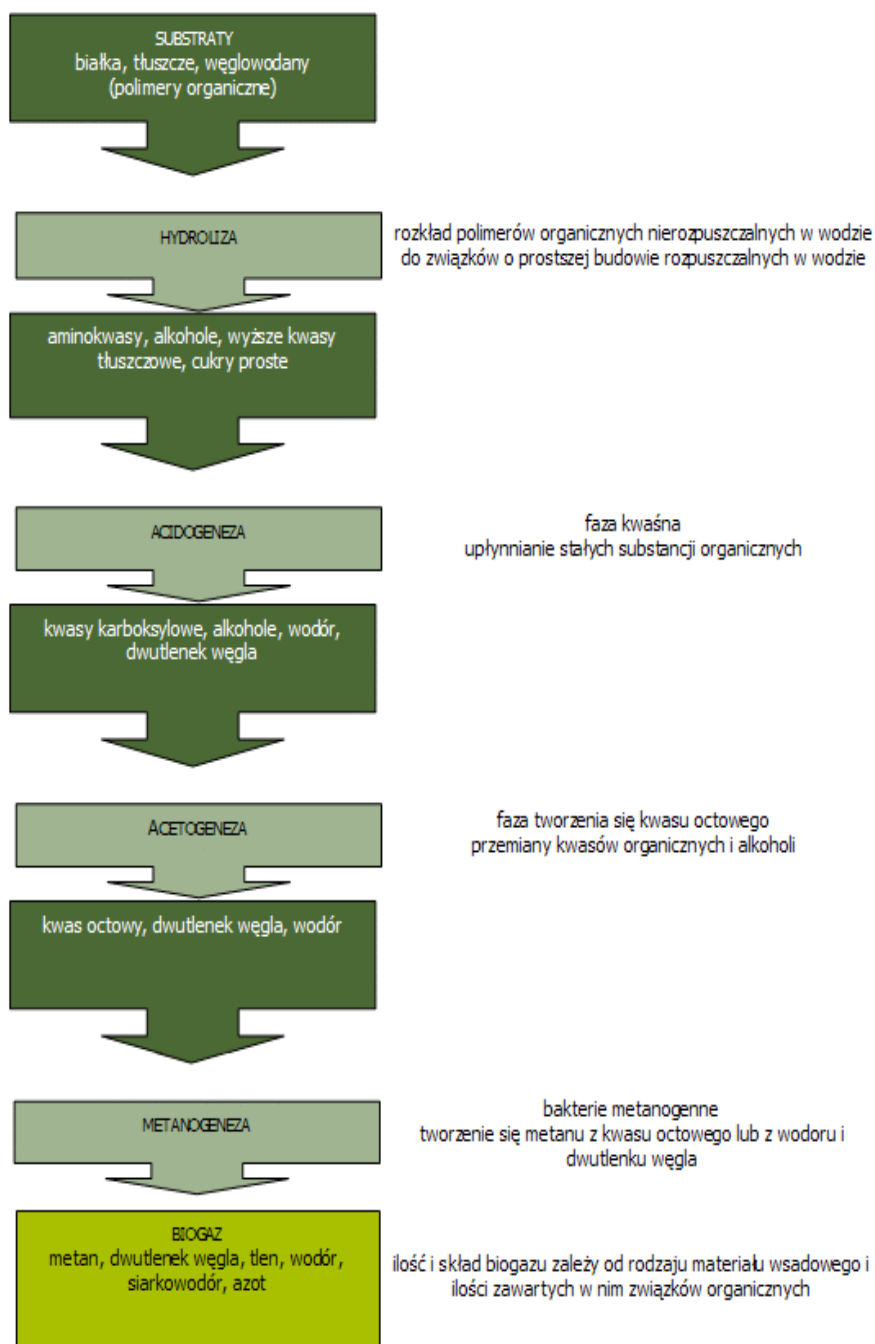 SUBSTRATY
białka, tłuszcze, węglowodany
(polimery organiczne)
HYDROLIZA
rozkład polimerów organicznych nierozpuszczalnych w wodzie
do związków o prostszej budowie rozpuszczalnych w wodzie
aminokwasy, alkohole, wyższe kwasy
tłuszczowe, cukry proste
ACIDOGENEZA
faza kwaśna
upłynnianie stałych substancji organicznych
kwasy karboksylowe, alkohole, wodór,
dwutlenek węgla
ACETOGENEZA
faza tworzenia się kwasu octowego
przemiany kwasów organicznych i alkoholi
kwas octowy, dwutlenek węgla, wodór
METANOGENEZA
bakterie metanogenne
tworzenie się metanu z kwasu octowego lub z wodoru i
dwutlenku węgla
BIOGAZ
metan, dwutlenek węgla, tlen, wodór,
siarkowodór, azot
ilość i skład biogazu zależy od rodzaju materiału wsadowego i
ilości zawartych w nim związków organicznych